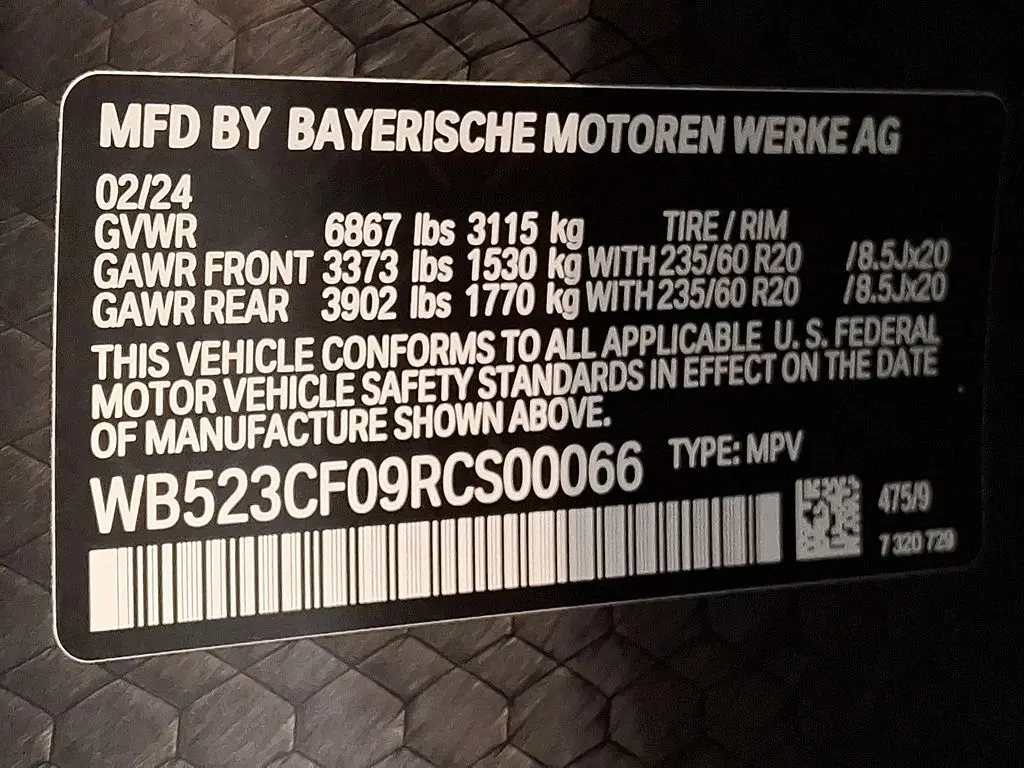 MFD BY BAYERISCHE MOTOREN WERKE AG
02/24
GVWR 6867 lbs 3115 kg TIRE / RIM
GAWR FRONT 3373 lbs 1530 kg WITH 235/60 R20 /8.5Jx20
GAWR REAR 3902 lbs 1770 kg WITH 235/60 R20 /8.5Jx20
THIS VEHICLE CONFORMS TO ALL APPLICABLE U. S. FEDERAL
MOTOR VEHICLE SAFETY STANDARDS IN EFFECT ON THE DATE
OF MANUFACTURE SHOWN ABOVE.
WB523CF09RCS00066 TYPE: MPV
475/9
7 320 729